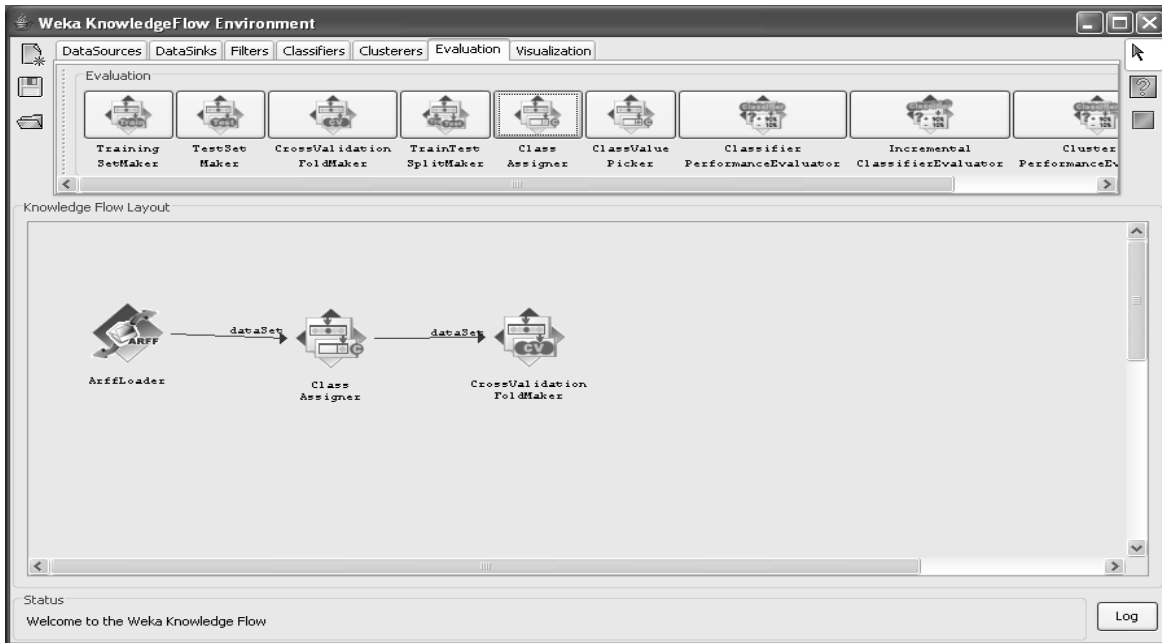 Weka KnowledgeFlow Environment
DataSources DataSinks Filters Classifiers Clusterers Evaluation Visualization
Evaluation
Training SetMaker
TestSet Maker
CrossValidation FoldMaker
TrainTest SplitMaker
Class Assigner
ClassValue Picker
Classifier PerformanceEvaluator
Incremental ClassifierEvaluator
Cluster PerformanceEv
Knowledge Flow Layout
ARFF
dataSet
dataSet
CV
C
ArffLoader
Class
Assigner
CrossValidation
FoldMaker
Status
Welcome to the Weka Knowledge Flow
Log